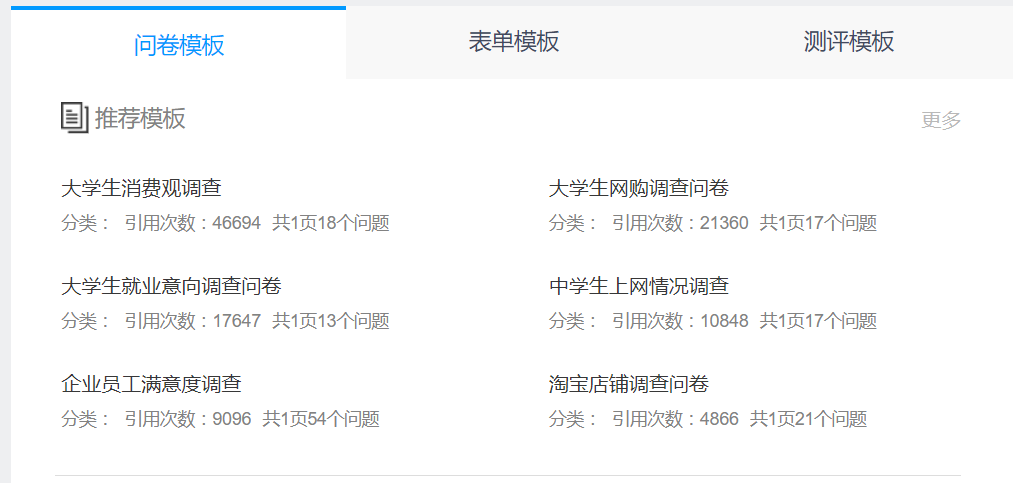 问卷模板 表单模板 测评模板
推荐模板 更多
大学生消费观调查 大学生网购调查问卷
分类： 引用次数：46694 共1页18个问题 分类： 引用次数：21360 共1页17个问题
大学生就业意向调查问卷 中学生上网情况调查
分类： 引用次数：17647 共1页13个问题 分类： 引用次数：10848 共1页17个问题
企业员工满意度调查 淘宝店铺调查问卷
分类： 引用次数：9096 共1页54个问题 分类： 引用次数：4866 共1页21个问题